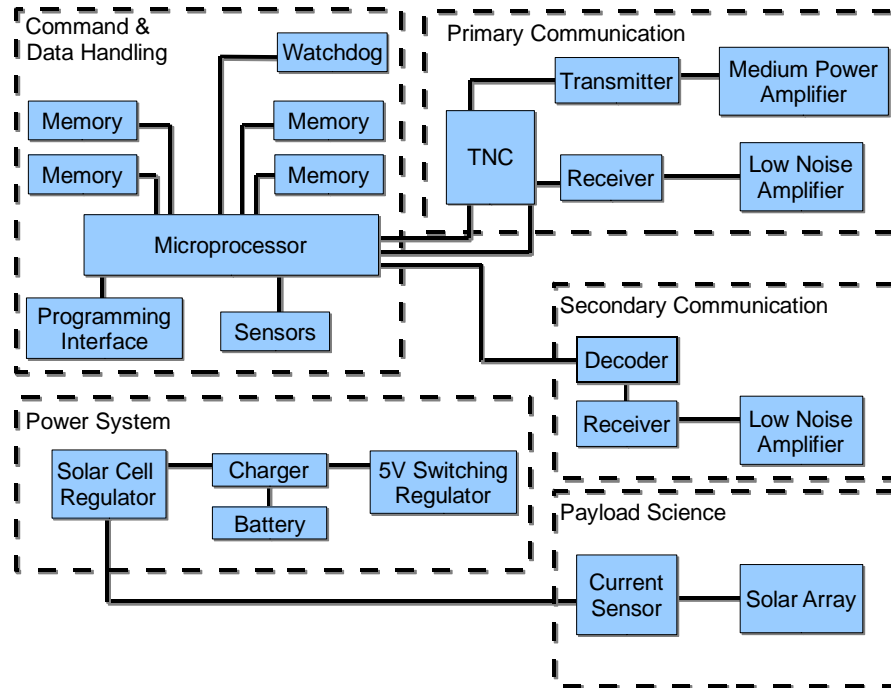 Command &
Data Handling
Watchdog
Memory
Memory
Memory
Memory
Microprocessor
Programming
Interface
Sensors
Primary Communication
Transmitter
Medium Power
Amplifier
TNC
Receiver
Low Noise
Amplifier
Secondary Communication
Decoder
Receiver
Low Noise
Amplifier
Power System
Solar Cell
Regulator
Charger
Battery
5V Switching
Regulator
Payload Science
Current
Sensor
Solar Array